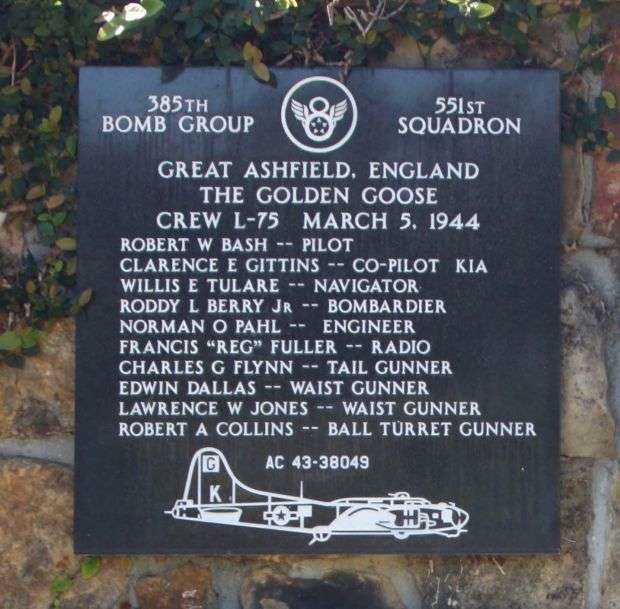 385TH
BOMB GROUP
551ST
SQUADRON
GREAT ASHFIELD, ENGLAND
THE GOLDEN GOOSE
CREW L-75 MARCH 5, 1944
ROBERT W BASH -- PILOT
CLARENCE E GITTINS -- CO-PILOT KIA
WILLIS E TULARE -- NAVIGATOR
RODDY L BERRY JR -- BOMBARDIER
NORMAN O PAHL -- ENGINEER
FRANCIS "REG" FULLER -- RADIO
CHARLES G FLYNN -- TAIL GUNNER
EDWIN DALLAS -- WAIST GUNNER
LAWRENCE W JONES -- WAIST GUNNER
ROBERT A COLLINS -- BALL TURRET GUNNER
AC 43-38049
G
K